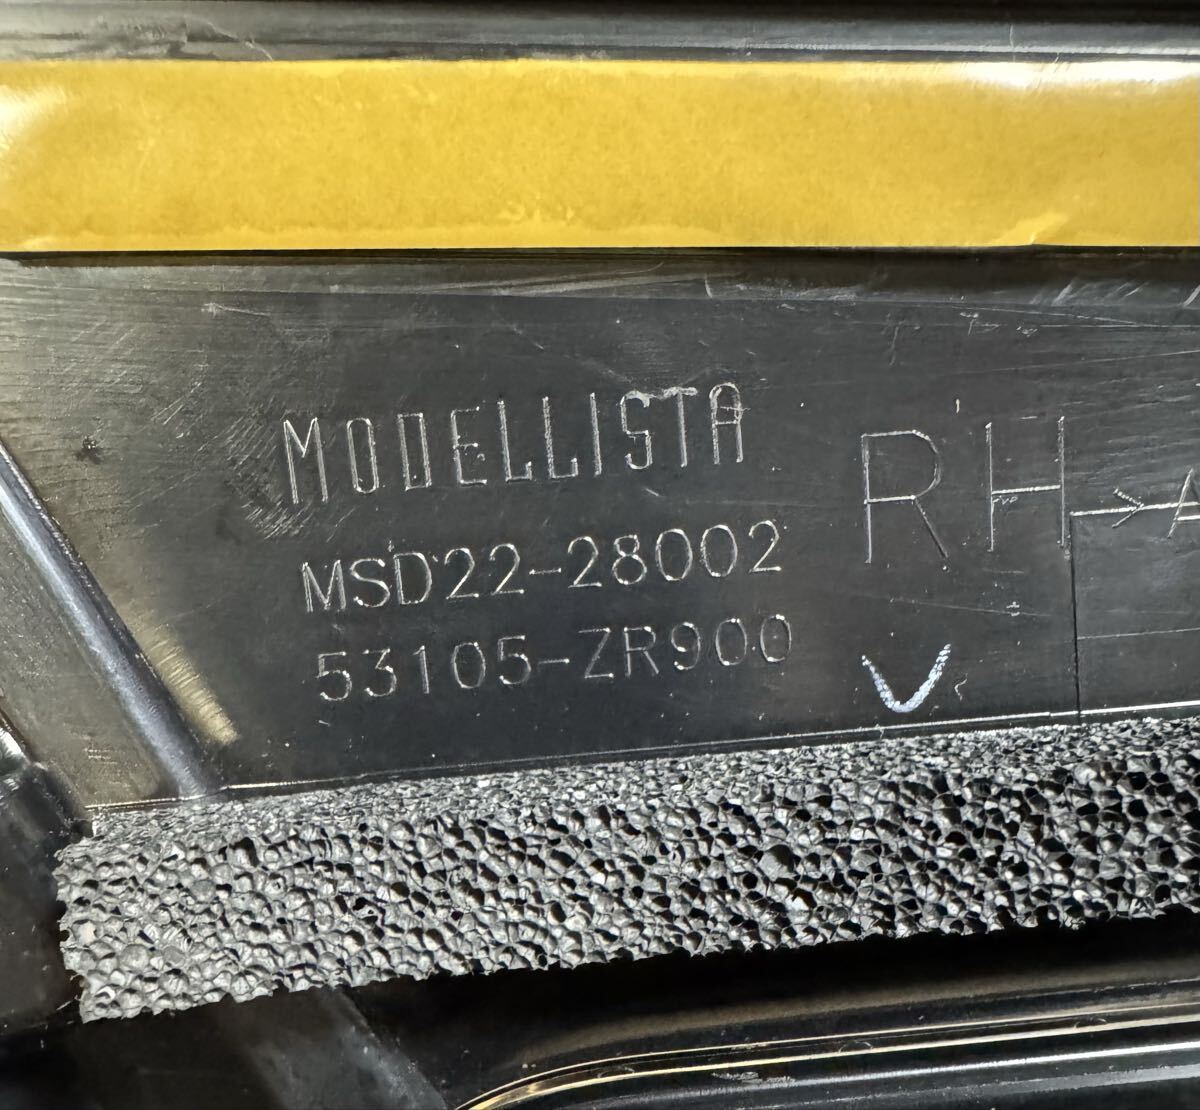 MODELLISTA
MSD22-28002
53105-ZR900
RH
>A